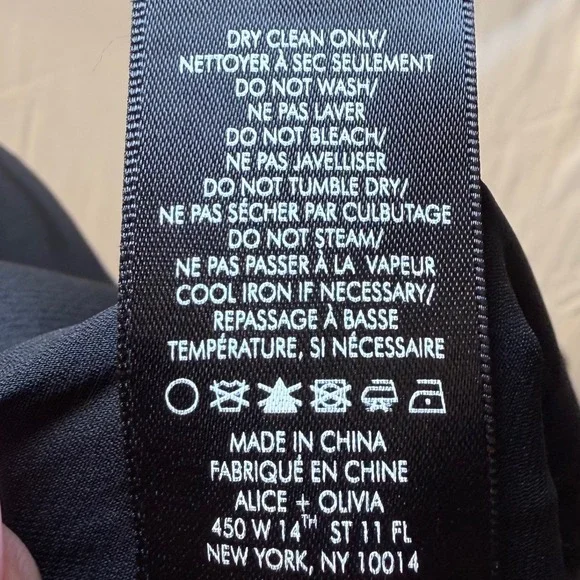 DRY CLEAN ONLY/
NETTOYER À SEC SEULEMENT
DO NOT WASH/
NE PAS LAVER
DO NOT BLEACH/
NE PAS JAVELLISER
DO NOT TUMBLE DRY/
NE PAS SÉCHER PAR CULBUTAGE
DO NOT STEAM/
NE PAS PASSER À LA VAPEUR
COOL IRON IF NECESSARY/
REPASSAGE À BASSE
TEMPÉRATURE, SI NÉCESSAIRE
MADE IN CHINA
FABRIQUÉ EN CHINE
ALICE + OLIVIA
450 W 14TH ST 11 FL
NEW YORK, NY 10014